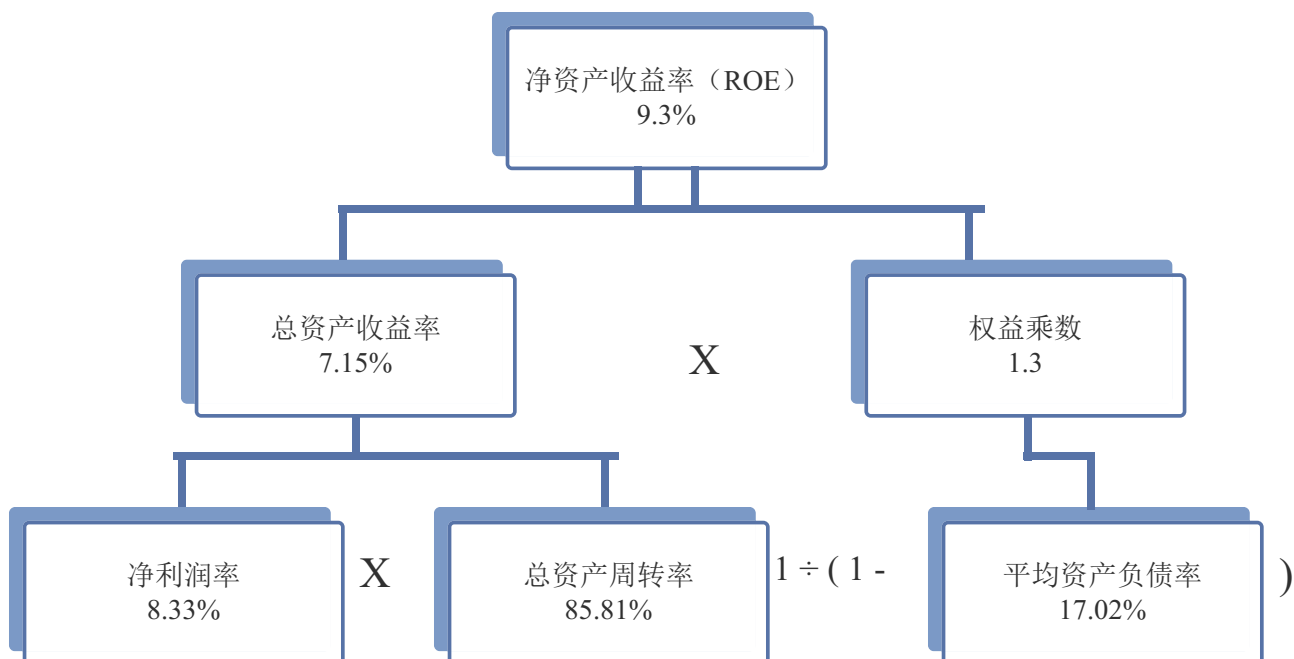 净资产收益率（ROE）
9.3%
总资产收益率
7.15%
X
权益乘数
1.3
净利润率
8.33%
X
总资产周转率
85.81%
1 ÷ ( 1 -
平均资产负债率
17.02%
)